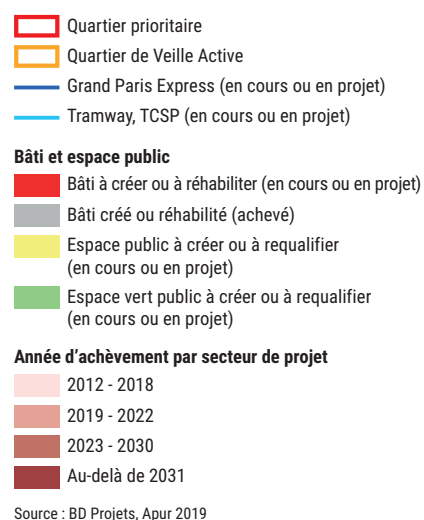 Quartier prioritaire
Quartier de Veille Active
Grand Paris Express (en cours ou en projet)
Tramway, TCSP (en cours ou en projet)
Bâti et espace public
Bâti à créer ou à réhabiliter (en cours ou en projet)
Bâti créé ou réhabilité (achevé)
Espace public à créer ou à requalifier
(en cours ou en projet)
Espace vert public à créer ou à requalifier
(en cours ou en projet)
Année d’achèvement par secteur de projet
2012 - 2018
2019 - 2022
2023 - 2030
Au-delà de 2031
Source : BD Projets, Apur 2019